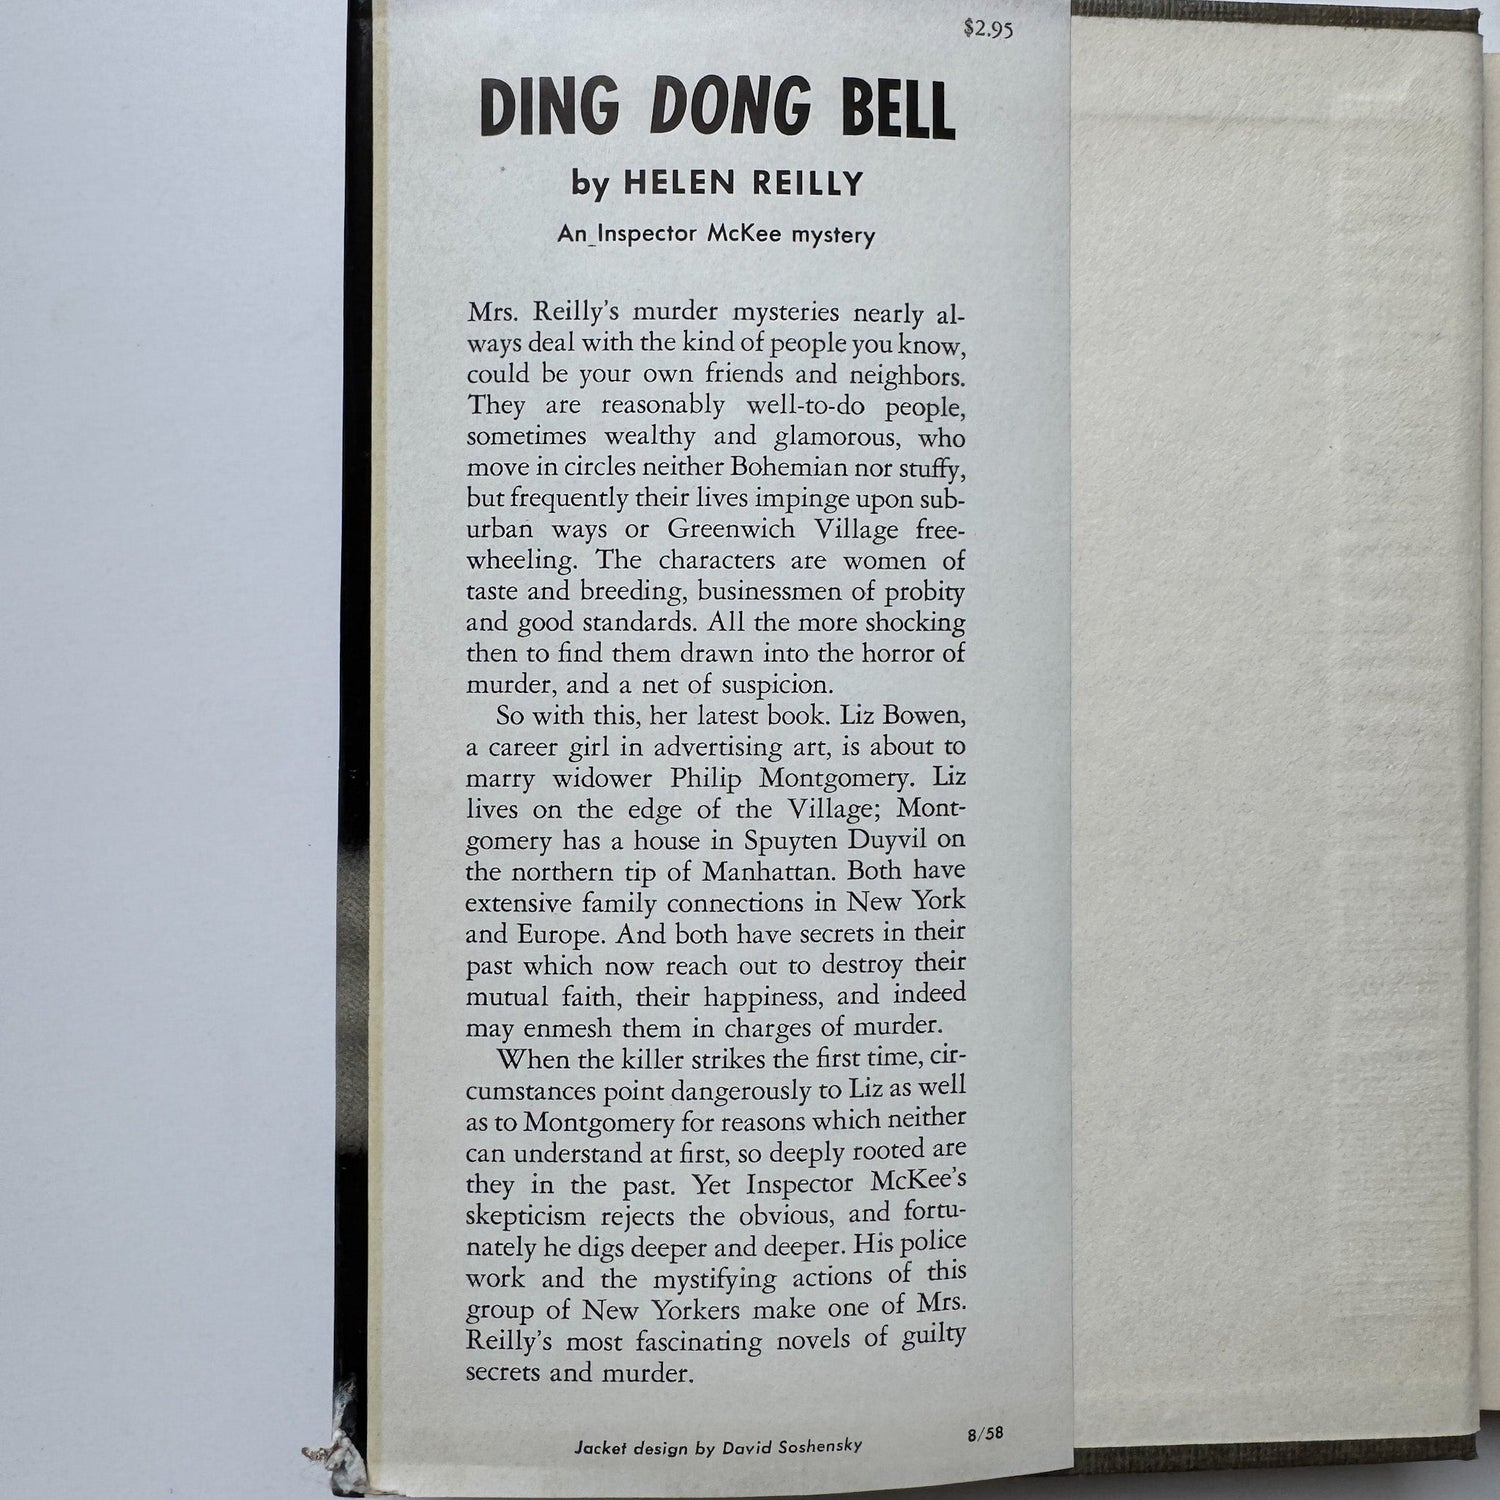 $2.95
DING DONG BELL
by HELEN REILLY
An Inspector McKee mystery
Mrs. Reilly's murder mysteries nearly al-
ways deal with the kind of people you know,
could be your own friends and neighbors.
They are reasonably well-to-do people,
sometimes wealthy and glamorous, who
move in circles neither Bohemian nor stuffy,
but frequently their lives impinge upon sub-
urban ways or Greenwich Village free-
wheeling. The characters are women of
taste and breeding, businessmen of probity
and good standards. All the more shocking
then to find them drawn into the horror of
murder, and a net of suspicion.
So with this, her latest book. Liz Bowen,
a career girl in advertising art, is about to
marry widower Philip Montgomery. Liz
lives on the edge of the Village; Mont-
gomery has a house in Spuyten Duyvil on
the northern tip of Manhattan. Both have
extensive family connections in New York
and Europe. And both have secrets in their
past which now reach out to destroy their
mutual faith, their happiness, and indeed
may enmesh them in charges of murder.
When the killer strikes the first time, cir-
cumstances point dangerously to Liz as well
as to Montgomery for reasons which neither
can understand at first, so deeply rooted are
they in the past. Yet Inspector McKee's
skepticism rejects the obvious, and fortu-
nately he digs deeper and deeper. His police
work and the mystifying actions of this
group of New Yorkers make one of Mrs.
Reilly's most fascinating novels of guilty
secrets and murder.
Jacket design by David Soshensky
8/58